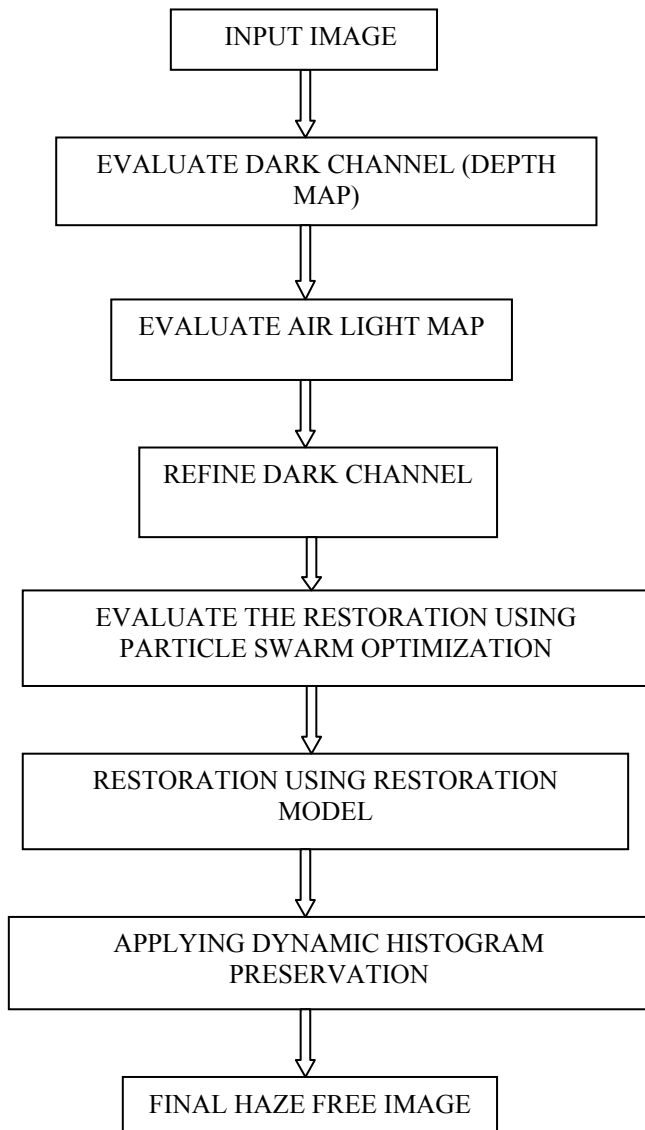 INPUT IMAGE
EVALUATE DARK CHANNEL (DEPTH
MAP)
EVALUATE AIR LIGHT MAP
REFINE DARK CHANNEL
EVALUATE THE RESTORATION USING
PARTICLE SWARM OPTIMIZATION
RESTORATION USING RESTORATION
MODEL
APPLYING DYNAMIC HISTOGRAM
PRESERVATION
FINAL HAZE FREE IMAGE